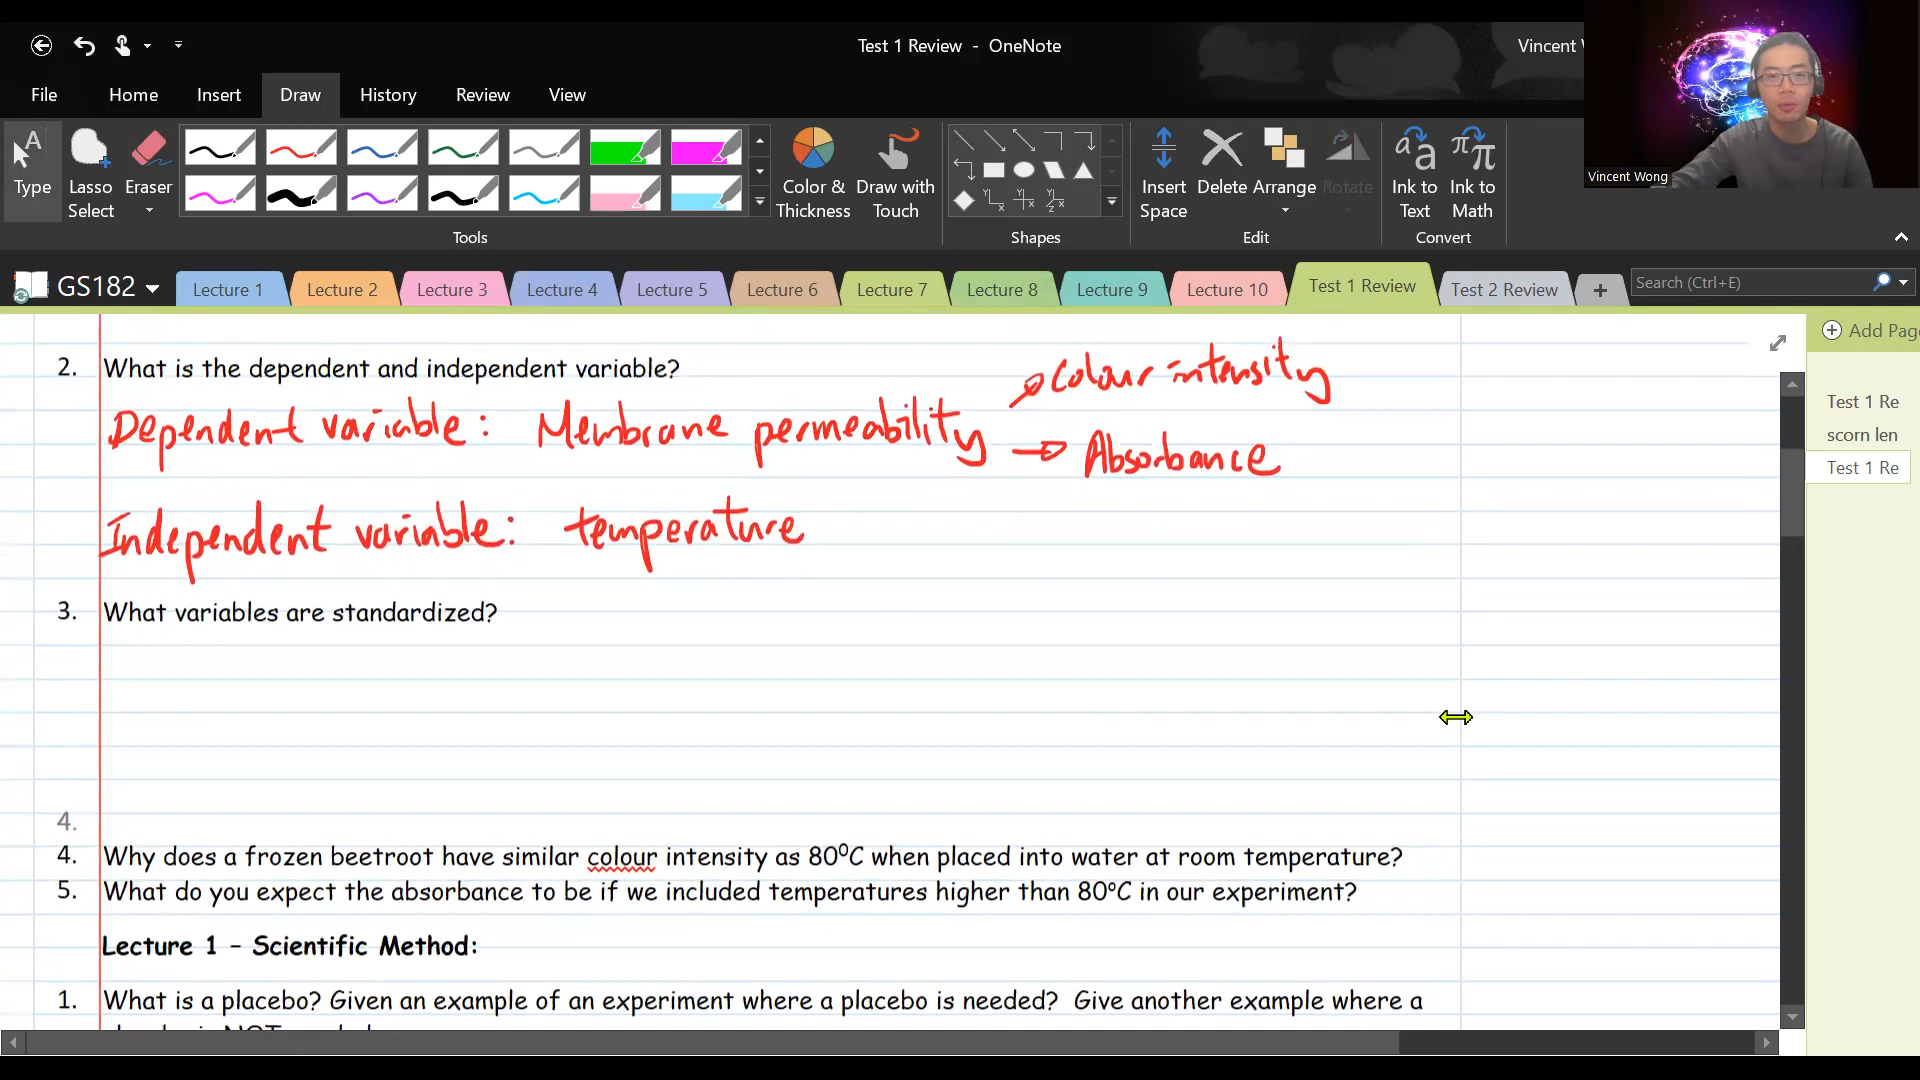 Test 1 Review - OneNote
Vincent W
File Home Insert Draw History Review View
Type
Lasso Select
Eraser
Color & Thickness
Draw with Touch
Insert Space
Delete
Arrange
Rotate
Ink to Text
Ink to Math
Tools Shapes Edit Convert
Vincent Wong
GS182
Lecture 1 Lecture 2 Lecture 3 Lecture 4 Lecture 5 Lecture 6 Lecture 7 Lecture 8 Lecture 9 Lecture 10 Test 1 Review Test 2 Review
Search (Ctrl+E)
Add Pag
Test 1 Re
scorn len
Test 1 Re
2. What is the dependent and independent variable?
Colour intensity
Dependent variable: Membrane permeability
Absorbance
Independent variable: temperature
3. What variables are standardized?
4.
4. Why does a frozen beetroot have similar colour intensity as 80⁰C when placed into water at room temperature?
5. What do you expect the absorbance to be if we included temperatures higher than 80ºC in our experiment?
Lecture 1 – Scientific Method:
1. What is a placebo? Given an example of an experiment where a placebo is needed? Give another example where a